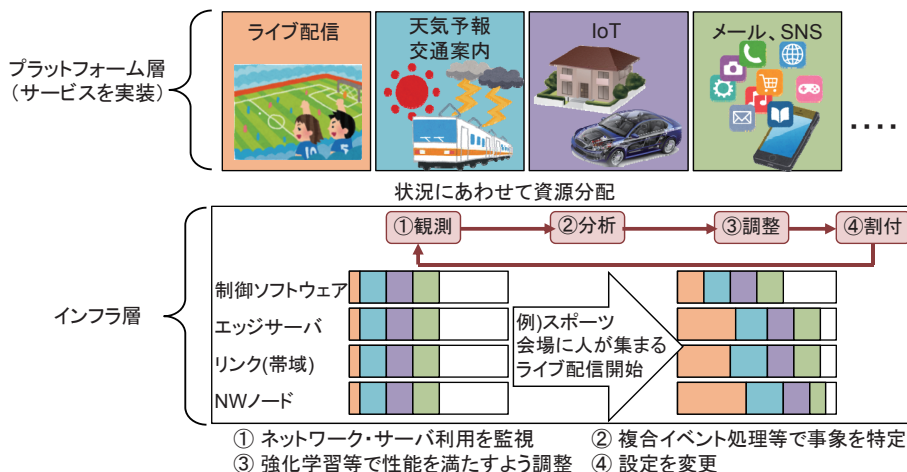 ライブ配信
天気予報
交通案内
IoT
メール、SNS
プラットフォーム層
(サービスを実装)
････
状況にあわせて資源分配
①観測
②分析
③調整
④割付
インフラ層
制御ソフトウェア
エッジサーバ
リンク(帯域)
NWノード
例)スポーツ
会場に人が集まる
ライブ配信開始
① ネットワーク・サーバ利用を監視
② 複合イベント処理等で事象を特定
③ 強化学習等で性能を満たすよう調整
④ 設定を変更